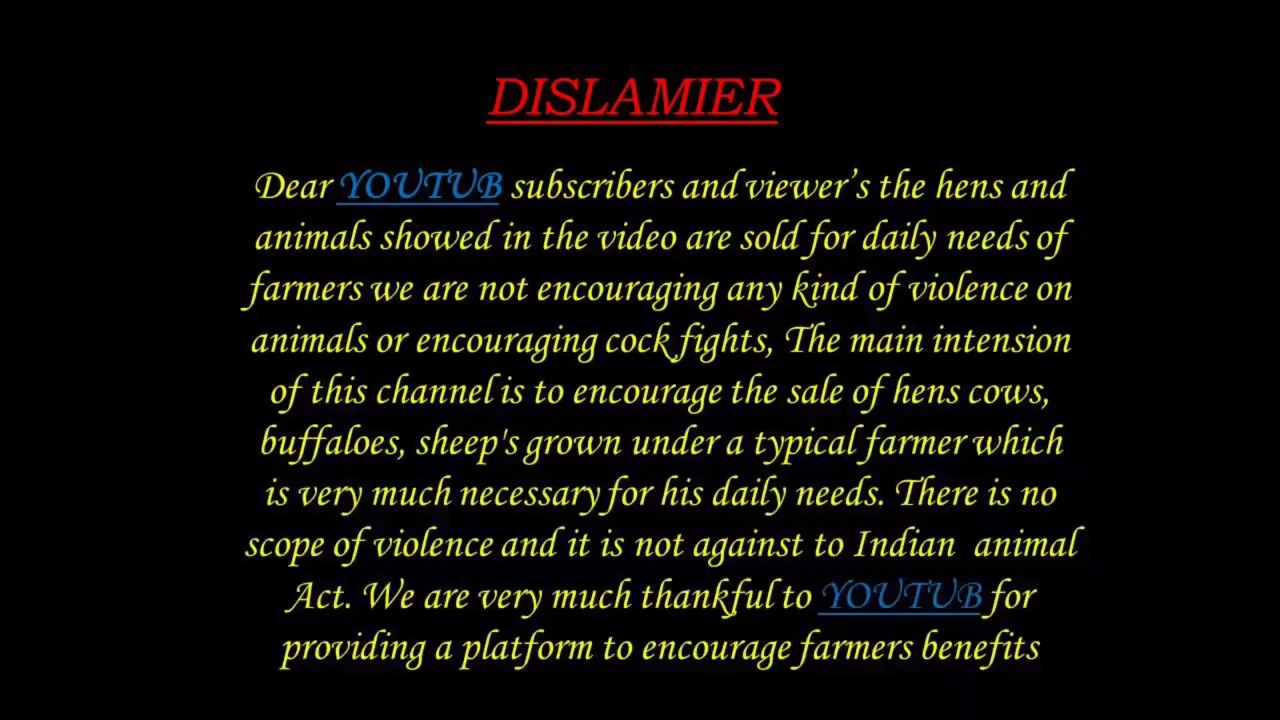 DISLAMIER
Dear YOUTUB subscribers and viewer’s the hens and
animals showed in the video are sold for daily needs of
farmers we are not encouraging any kind of violence on
animals or encouraging cock fights, The main intension
of this channel is to encourage the sale of hens cows,
buffaloes, sheep's grown under a typical farmer which
is very much necessary for his daily needs. There is no
scope of violence and it is not against to Indian  animal
Act. We are very much thankful to YOUTUB for
providing a platform to encourage farmers benefits